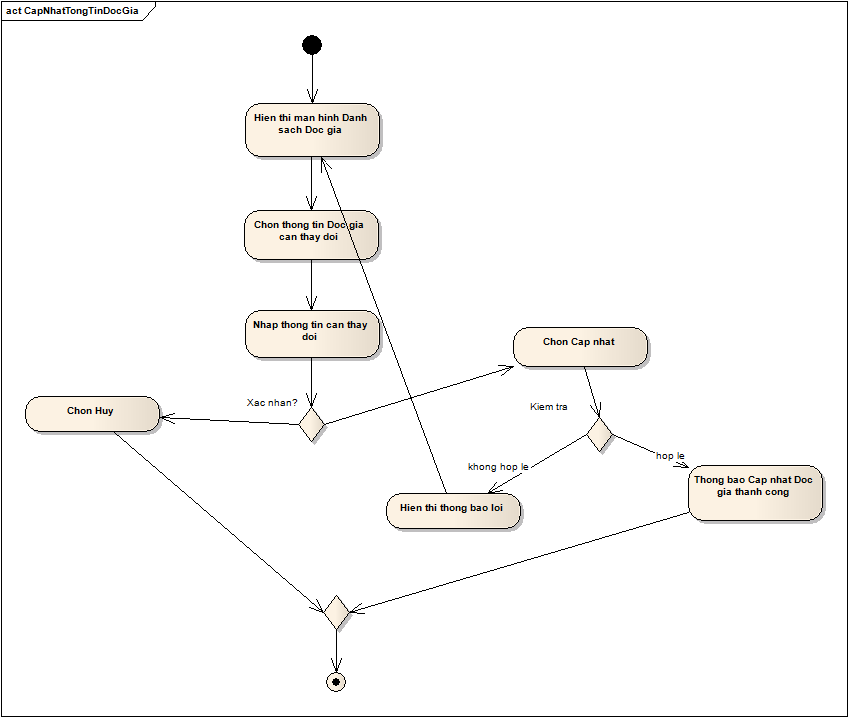 act CapNhatTongTinDocGia
Hien thi man hinh Danh
sach Doc gia
Chon thong tin Doc gia
can thay doi
Nhap thong tin can thay
doi
Chon Cap nhat
Xac nhan?
Kiem tra
Chon Huy
hop le
khong hop le
Thong bao Cap nhat Doc
gia thanh cong
Hien thi thong bao loi